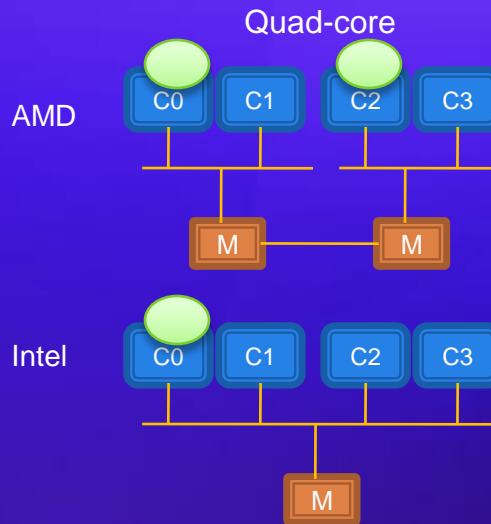 Quad-core
AMD
C0 C1 C2 C3
M M
Intel
C0 C1 C2 C3
M